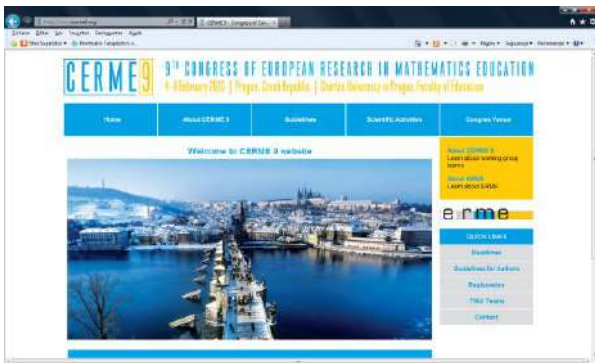 CERME 9
9TH CONGRESS OF EUROPEAN RESEARCH IN MATHEMATICS EDUCATION
4-8 February 2015 | Prague, Czech Republic | Charles University in Prague, Faculty of Education
Home
About CERME 9
Guidelines
Scientific Activities
Congress Venue
Welcome to CERME 9 website
About CERME 9
Learn about working group
About ERME
Learn about ERME
erme
QUICK LINKS
Deadlines
Guidelines for Authors
Registration
TWG Teams
Contact